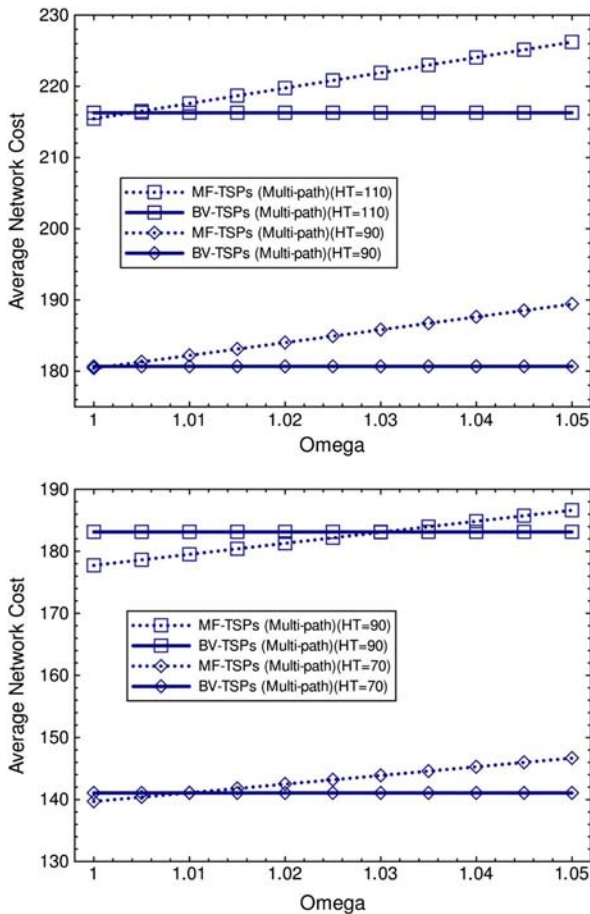 230
220
210
200
190
180
Average Network Cost
MF-TSPs (Multi-path)(HT=110)
BV-TSPs (Multi-path)(HT=110)
MF-TSPs (Multi-path)(HT=90)
BV-TSPs (Multi-path)(HT=90)
1 1.01 1.02 1.03 1.04 1.05
Omega
190
180
170
160
150
140
130
Average Network Cost
MF-TSPs (Multi-path)(HT=90)
BV-TSPs (Multi-path)(HT=90)
MF-TSPs (Multi-path)(HT=70)
BV-TSPs (Multi-path)(HT=70)
1 1.01 1.02 1.03 1.04 1.05
Omega